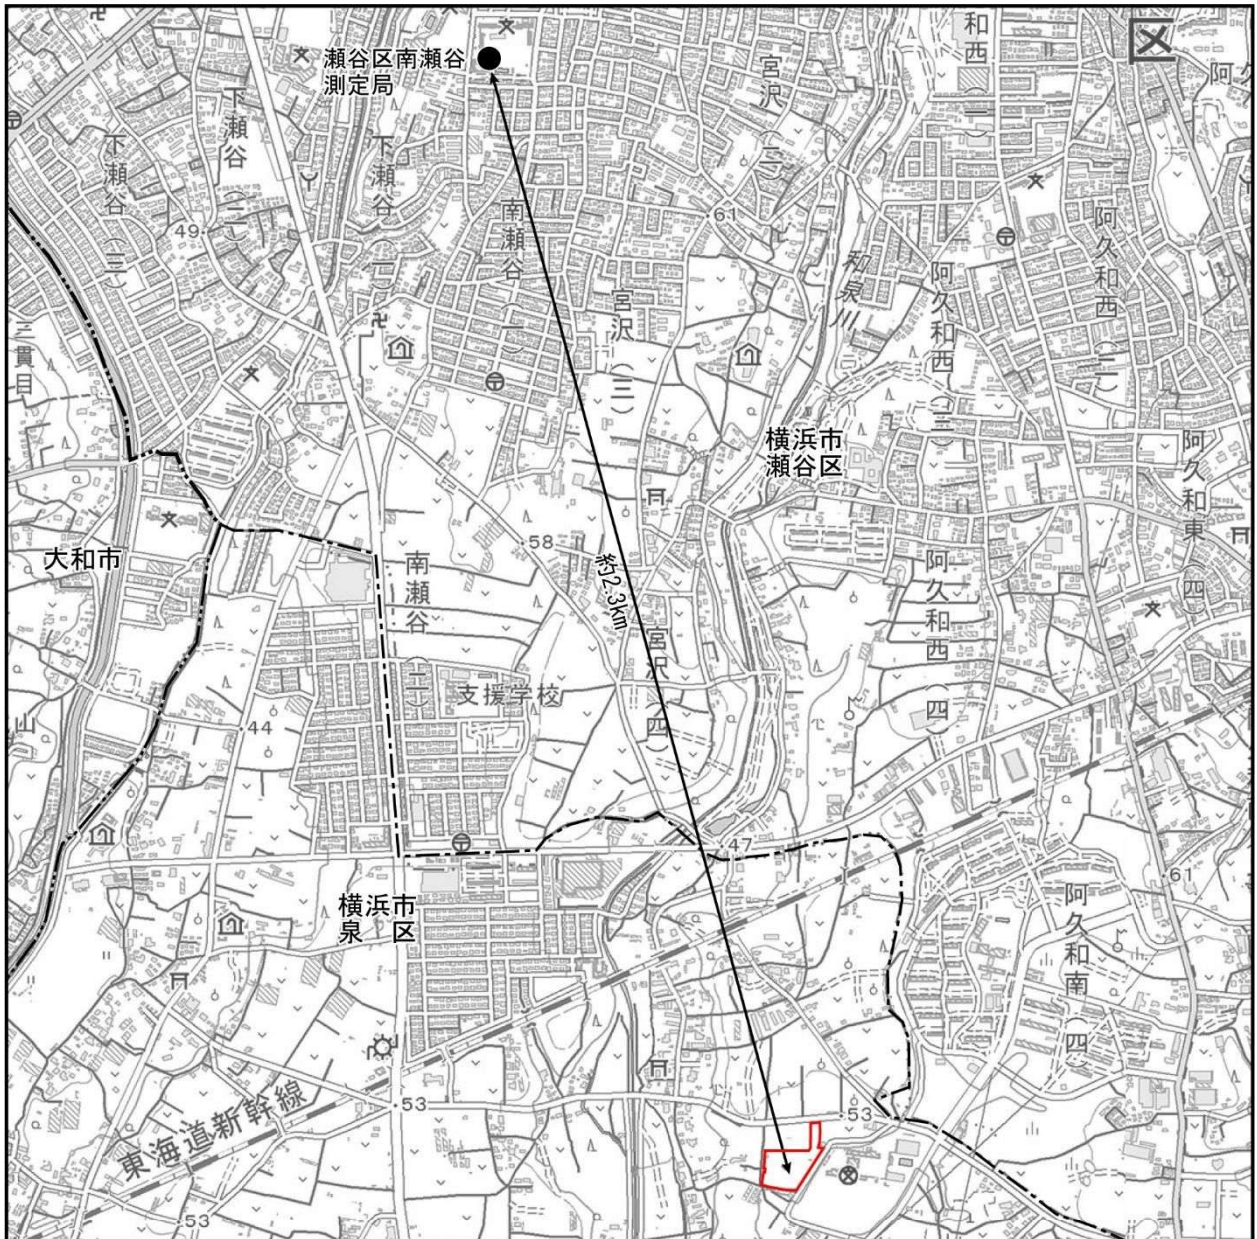 区
和西(一)
阿
瀬谷区南瀬谷
測定局
宮沢(二)
下瀬谷(二)
下瀬谷(三)
下瀬谷(一)
南瀬谷(一)
61
49
和泉川
阿久和西(二)
阿久和西(三)
宮沢(三)
二貫目
横浜市
瀬谷区
阿久和東(四)
大和市
58
約2.3km
南瀬谷(二)
阿久和西(四)
宮沢(四)
支援学校
山
44
47
横浜市
泉 区
61
阿久和南(四)
東海道新幹線
53
53
53